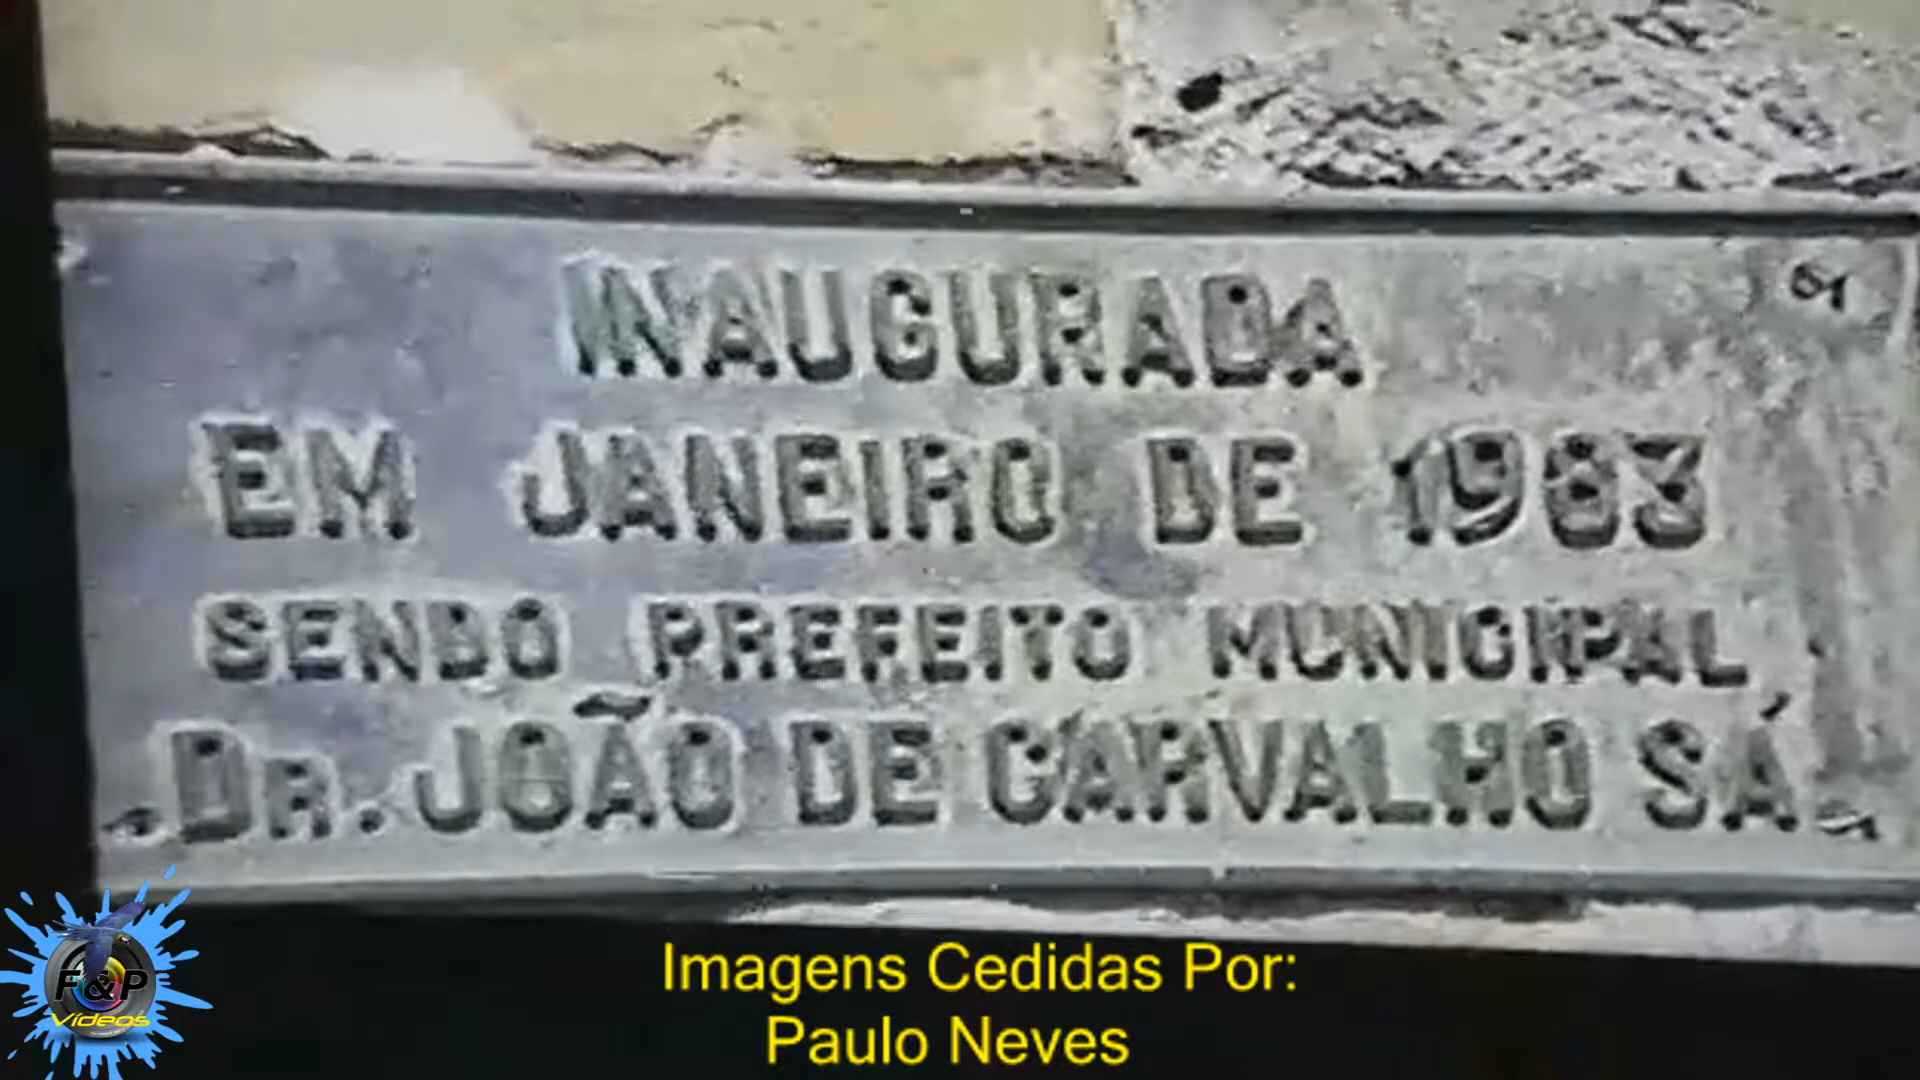 INAUGURADA
EM JANEIRO DE 1983
SENDO PREFEITO MUNICIPAL
DR. JOÃO DE CARVALHO SÁ
F&P
Vídeos
Imagens Cedidas Por:
Paulo Neves